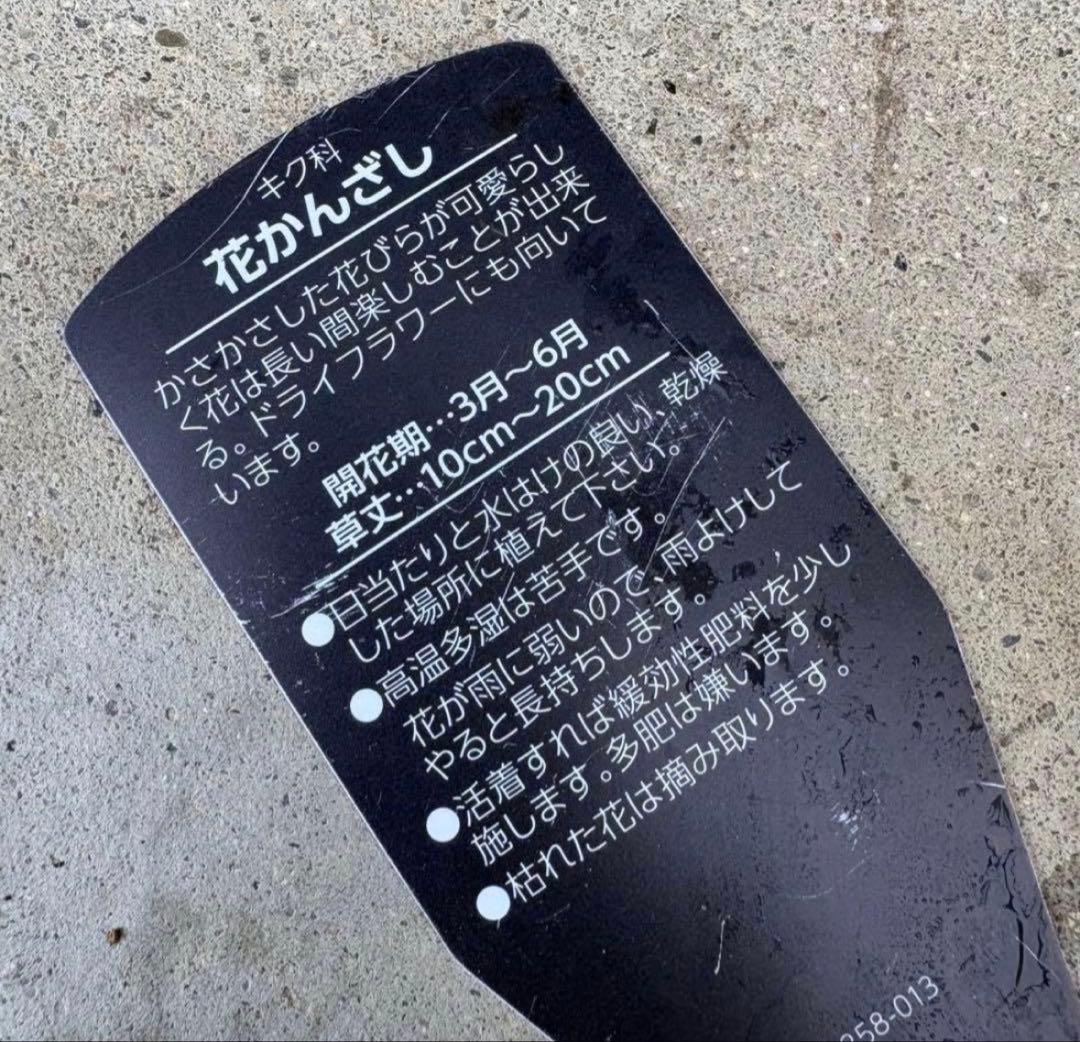 キク科
花かんざし
かさかさした花びらが可愛らし
く花は長い間楽しむことが出来
る。ドライフラワーにも向いて
います。
開花期…3月～6月
草丈…10cm～20cm
●日当たりと水はけの良い、乾燥
した場所に植えて下さい。
●高温多湿は苦手です。
花が雨に弱いので、雨よけして
やると長持ちします。
●活着すれば緩効性肥料を少し
施します。多肥は嫌います。
●枯れた花は摘み取ります。
258-013